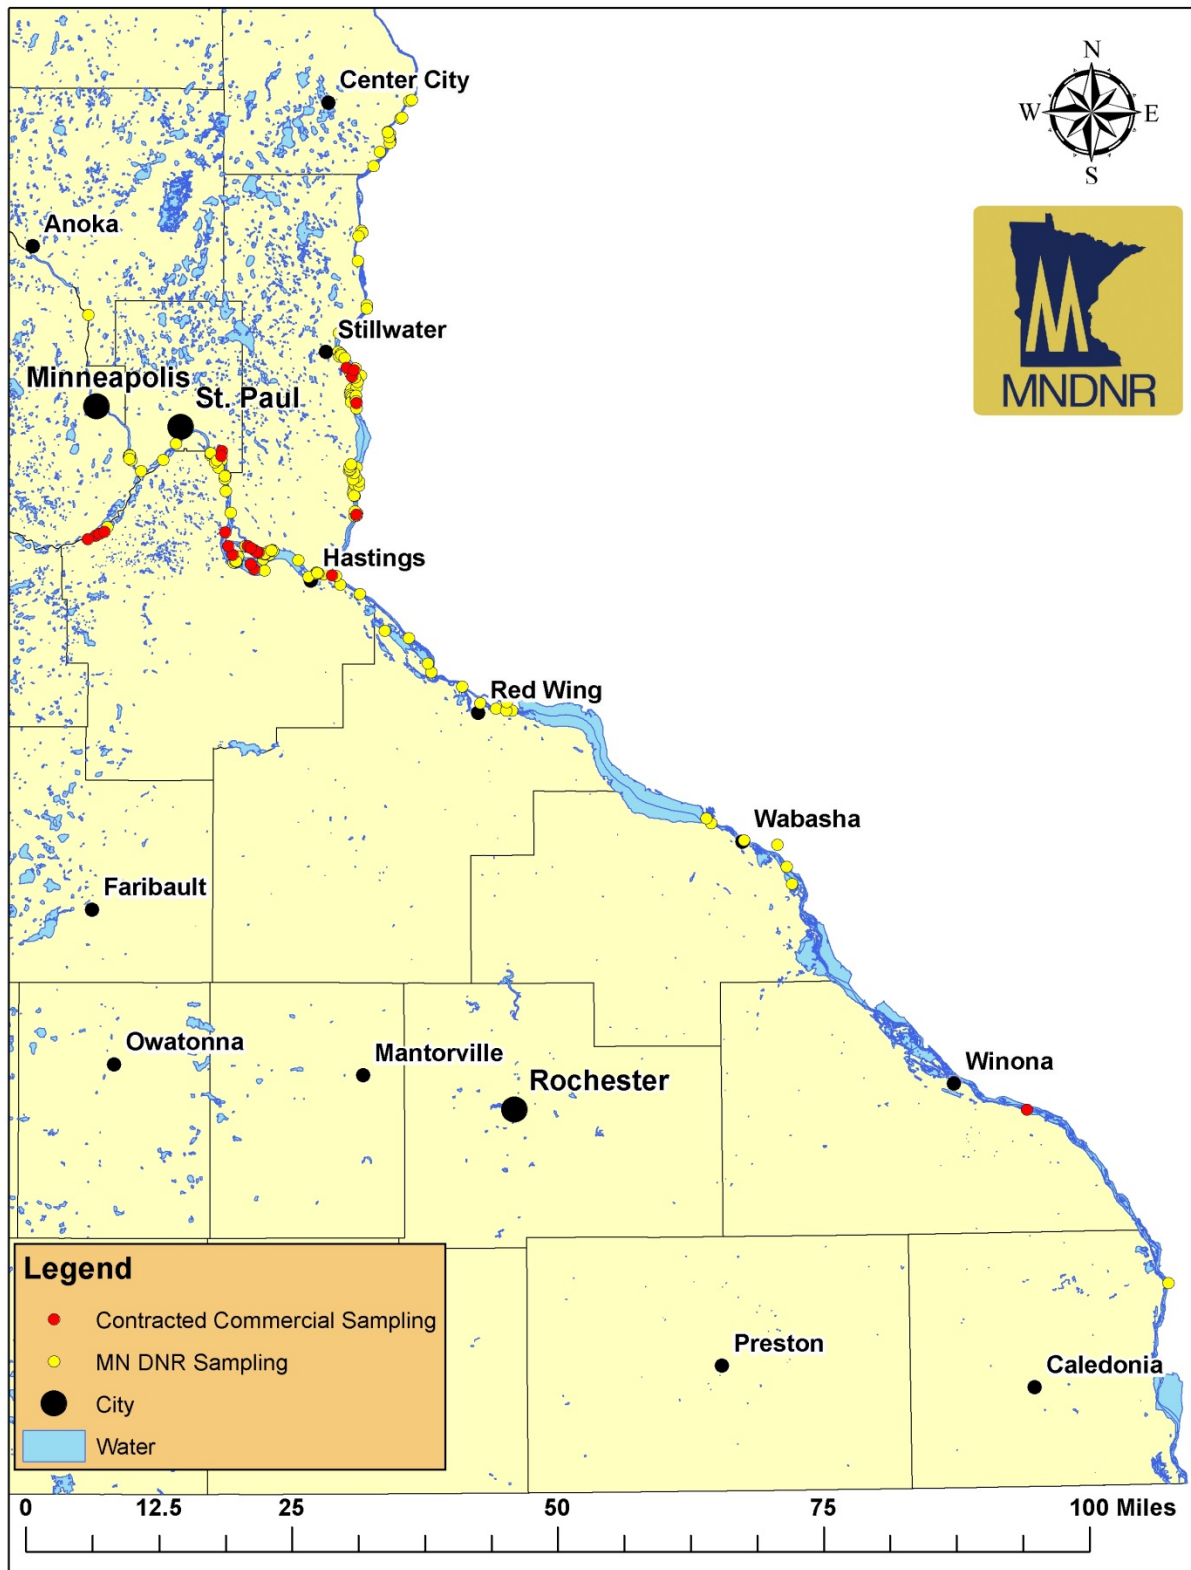 N
W E
S
Center City
MNDNR
Anoka
Stillwater
Minneapolis
St. Paul
Hastings
Red Wing
Wabasha
Faribault
Owatonna
Mantorville
Rochester
Winona
Legend
Contracted Commercial Sampling
MN DNR Sampling
City
Water
Preston
Caledonia
0 12.5 25 50 75 100 Miles